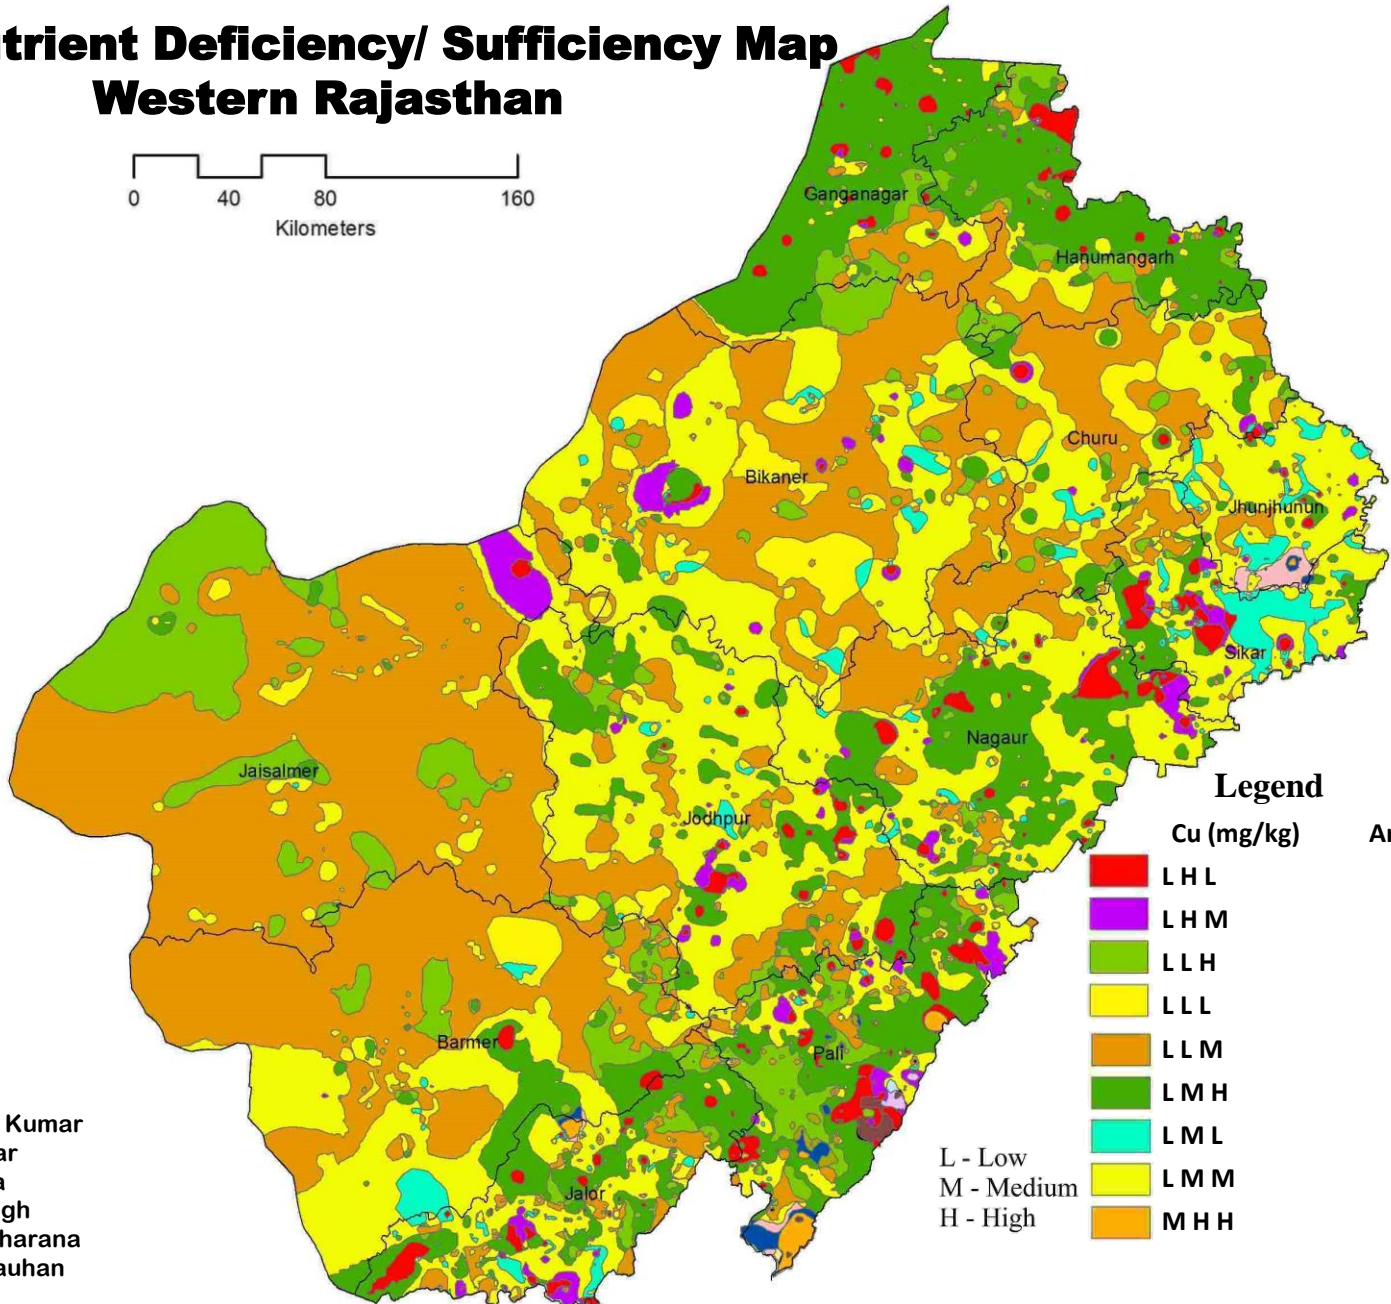 trient Deficiency/ Sufficiency Map
Western Rajasthan
0 40 80 160
Kilometers
Ganganagar
Hanumangarh
Churu
Bikaner
Jhunjhunun
Sikar
Nagaur
Jaisalmer
Jodhpur
Barmer
Pali
Jalor
Legend
Cu (mg/kg) Ar
L H L
L H M
L L H
L L L
L L M
L M H
L M L
L M M
M H H
L - Low
M - Medium
H - High
Kumar
ar
a
gh
harana
auhan